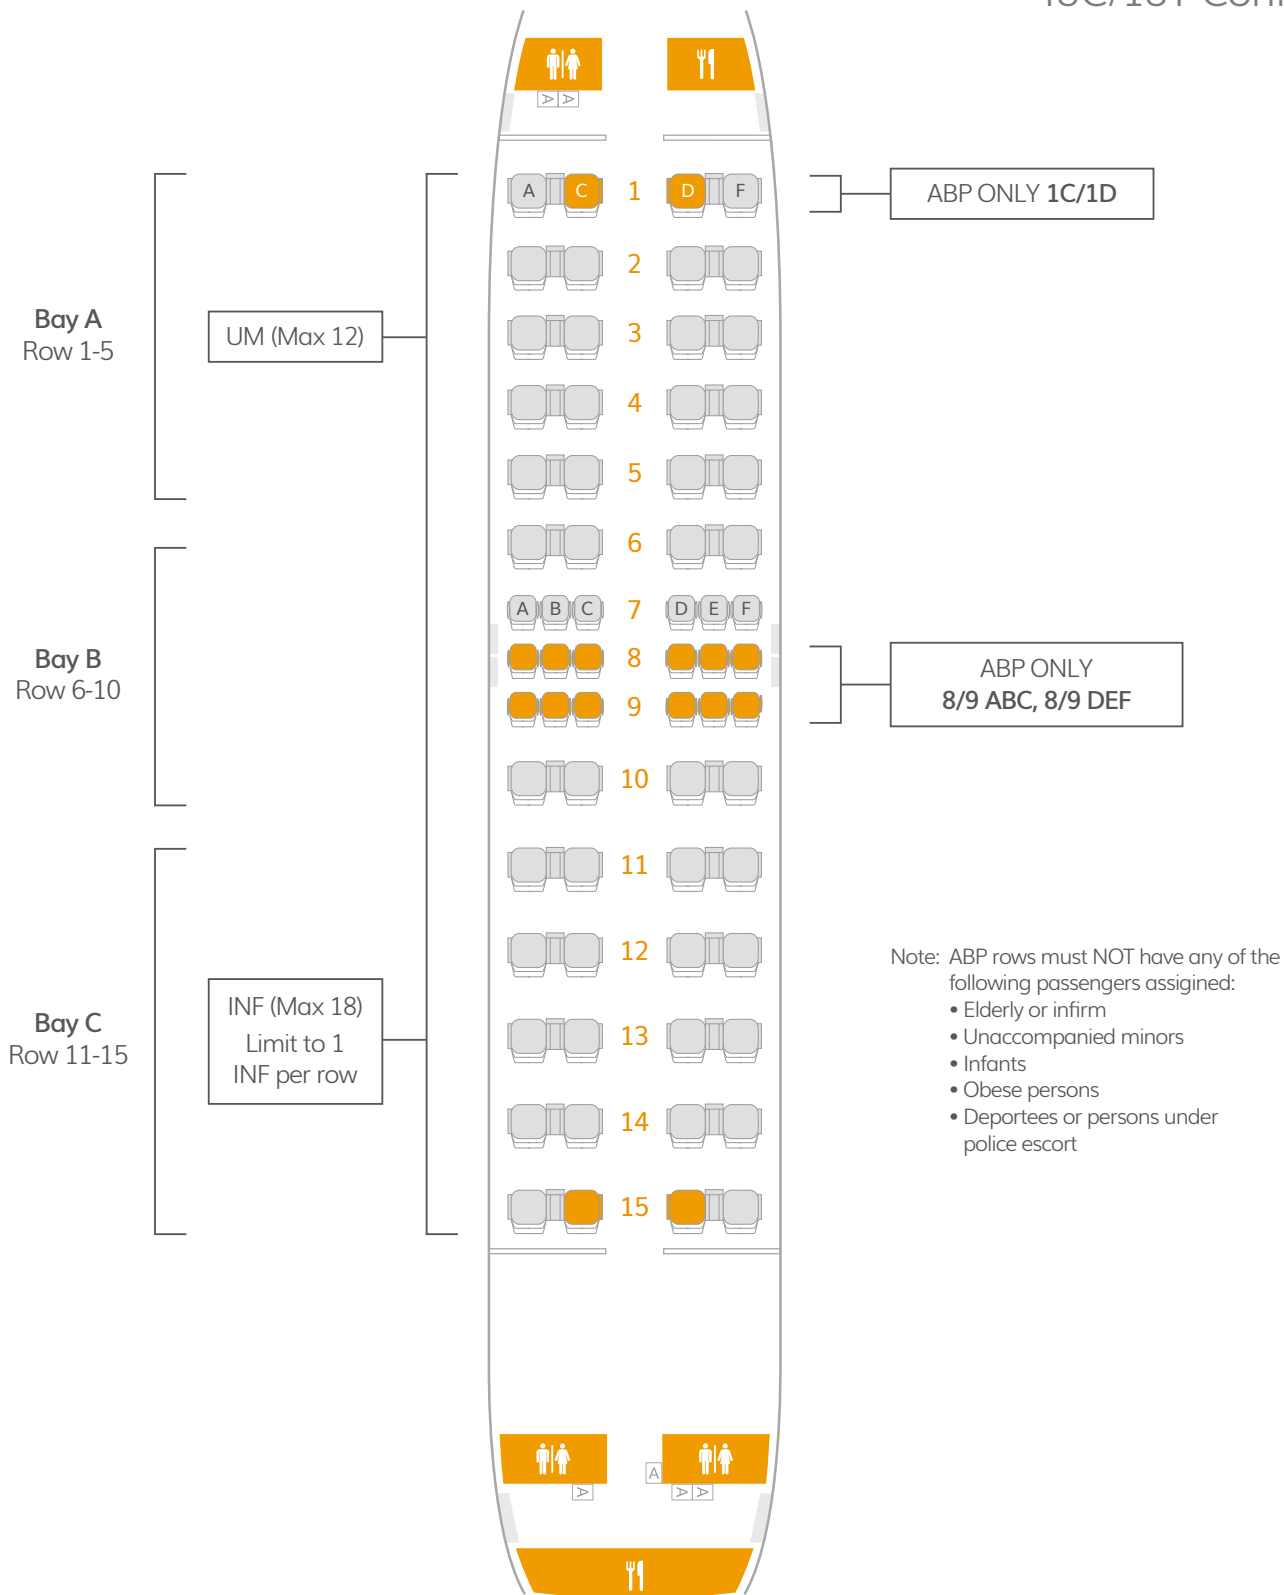 A A
A C 1 D F
ABP ONLY 1C/1D
2
Bay A
Row 1-5
UM (Max 12)
3
4
5
6
A B C 7 D E F
Bay B
Row 6-10
8
ABP ONLY
8/9 ABC, 8/9 DEF
9
10
11
12
Note: ABP rows must NOT have any of the
following passengers assigined:
• Elderly or infirm
• Unaccompanied minors
• Infants
• Obese persons
• Deportees or persons under
police escort
INF (Max 18)
Limit to 1
INF per row
Bay C
Row 11-15
13
14
15
A
A A A